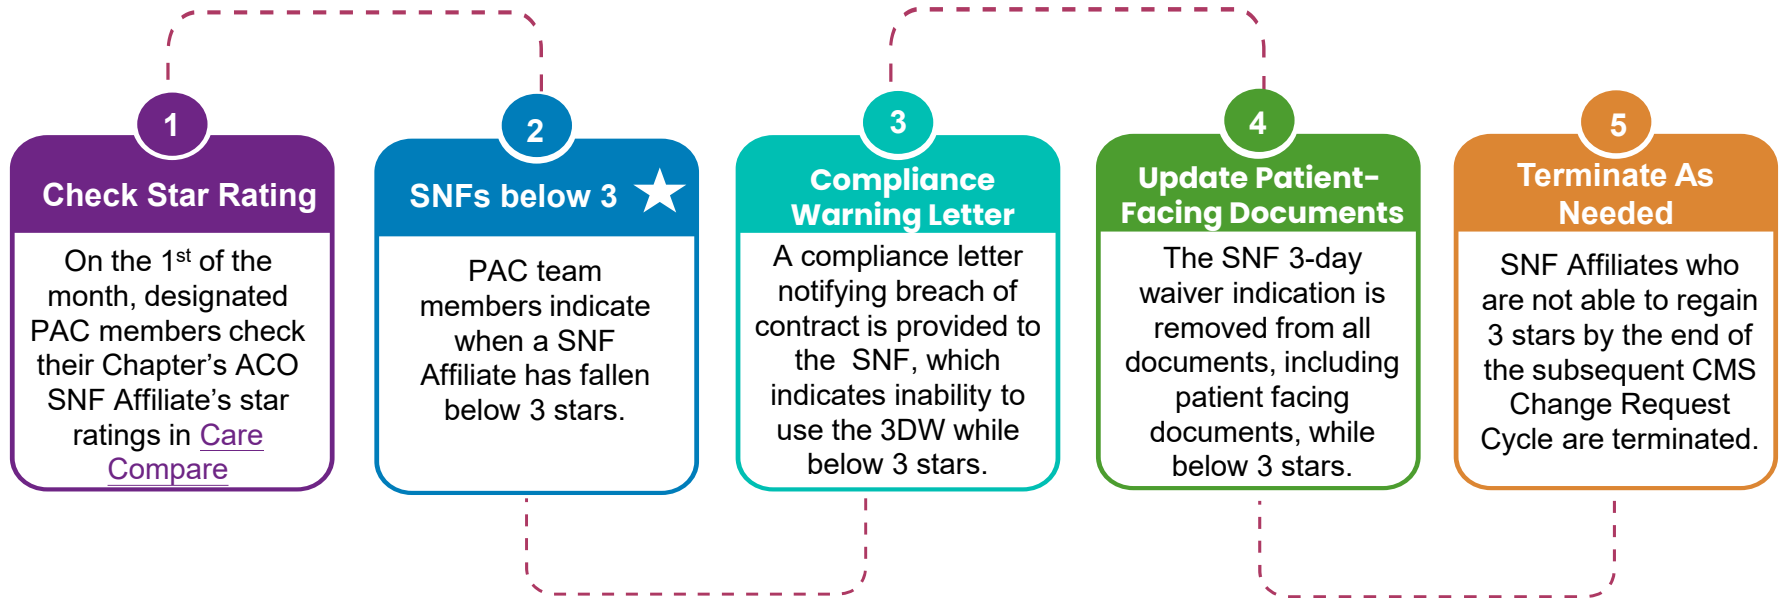 1
Check Star Rating
On the 1st of the
month, designated
PAC members check
their Chapter’s ACO
SNF Affiliate’s star
ratings in Care
Compare
2
SNFs below 3
PAC team
members indicate
when a SNF
Affiliate has fallen
below 3 stars.
3
Compliance
Warning Letter
A compliance letter
notifying breach of
contract is provided to
the SNF, which
indicates inability to
use the 3DW while
below 3 stars.
4
Update Patient-
Facing Documents
The SNF 3-day
waiver indication is
removed from all
documents, including
patient facing
documents, while
below 3 stars.
5
Terminate As
Needed
SNF Affiliates who
are not able to regain
3 stars by the end of
the subsequent CMS
Change Request
Cycle are terminated.